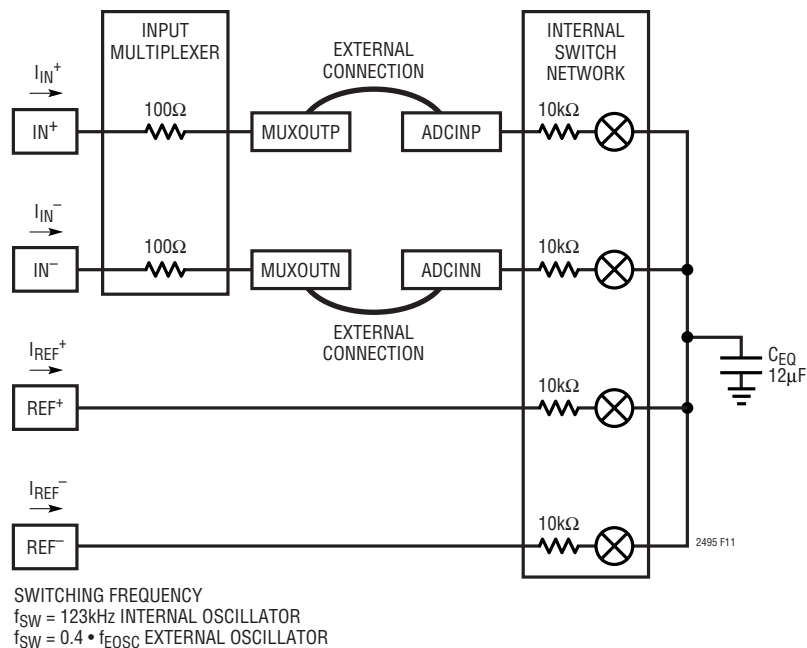 INPUT
MULTIPLEXER
EXTERNAL
CONNECTION
INTERNAL
SWITCH
NETWORK
IIN+
100Ω
10kΩ
IN+
MUXOUTP
ADCINP
IIN–
100Ω
10kΩ
IN–
MUXOUTN
ADCINN
EXTERNAL
CONNECTION
IREF+
10kΩ
REF+
CEQ
12μF
IREF–
10kΩ
REF–
2495 F11
SWITCHING FREQUENCY
fSW = 123kHz INTERNAL OSCILLATOR
fSW = 0.4 • fEOSC EXTERNAL OSCILLATOR